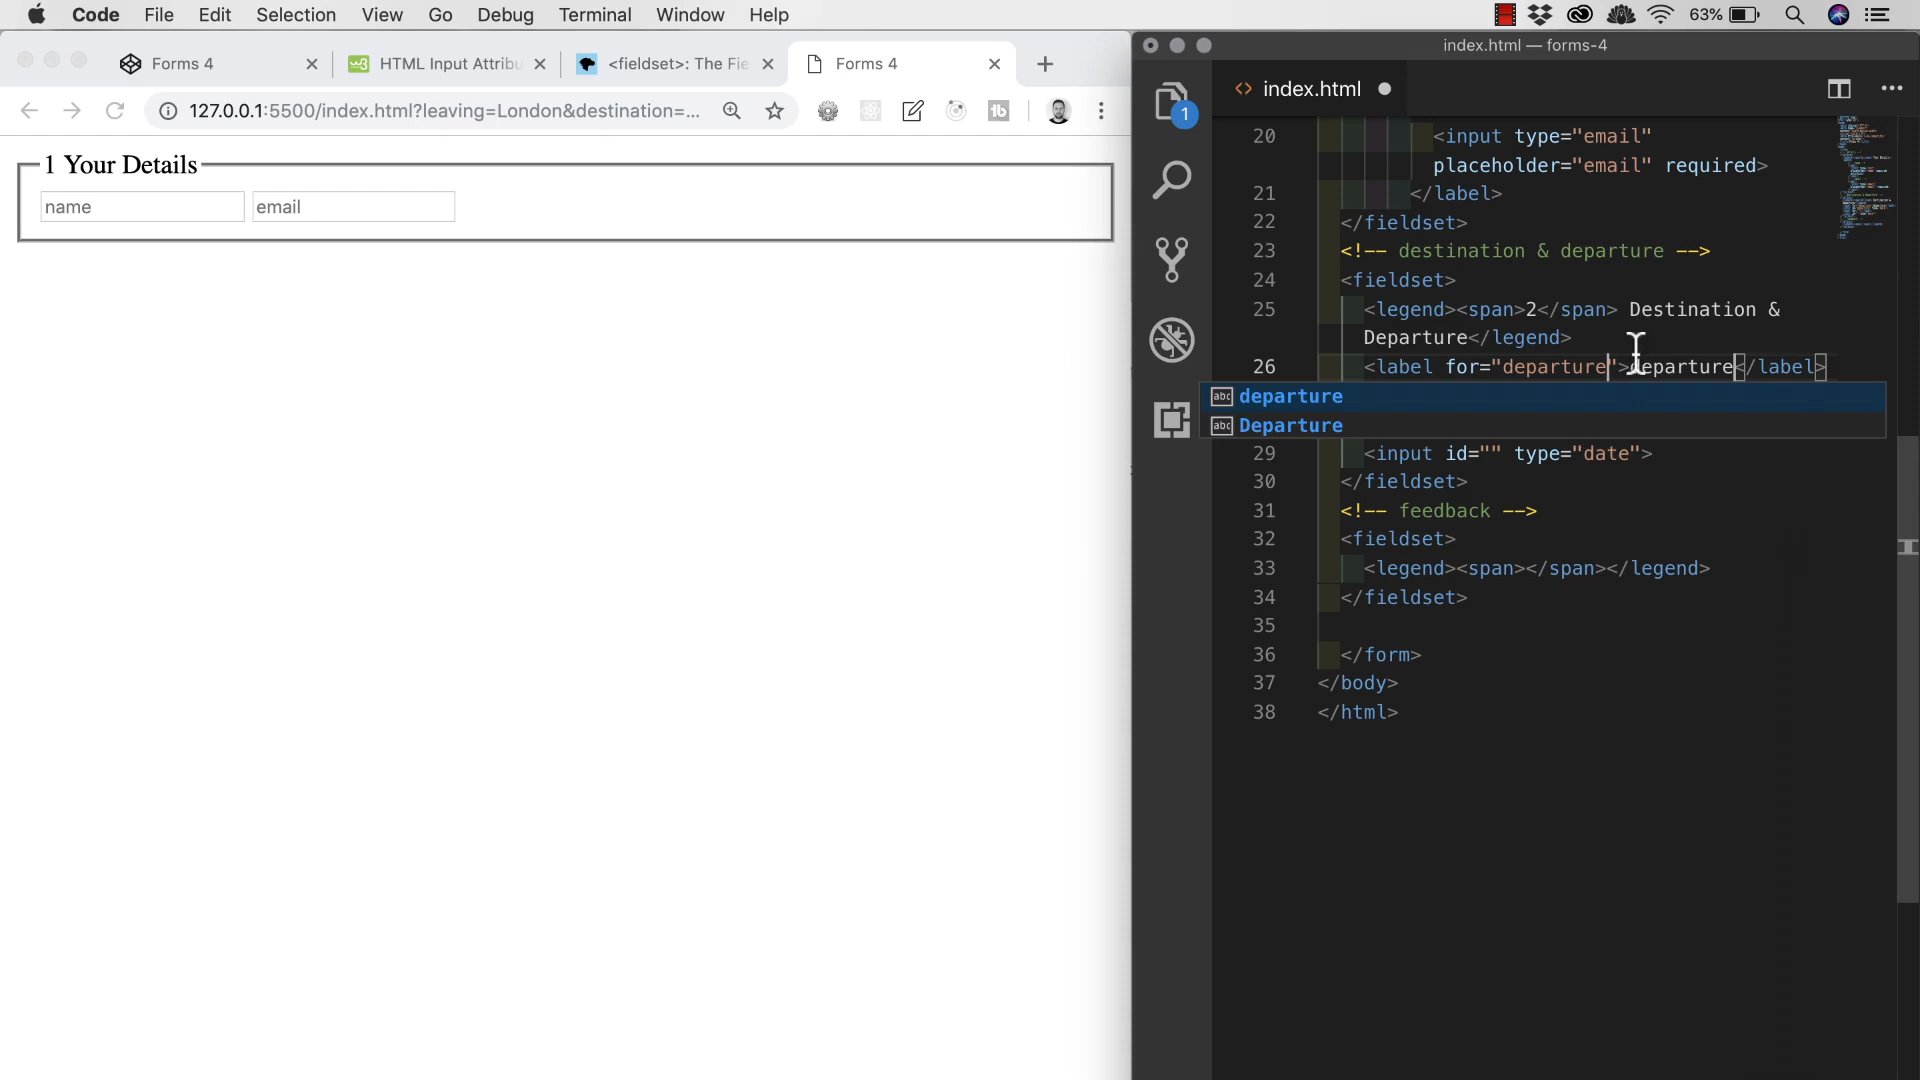 Code File Edit Selection View Go Debug Terminal Window Help 63%
Forms 4
HTML Input Attribu
<fieldset>: The Fie
Forms 4
127.0.0.1:5500/index.html?leaving=London&destination=...
1 Your Details
name email
index.html — forms-4
1
index.html
20 <input type="email"
placeholder="email" required>
21 </label>
22 </fieldset>
23 <!-- destination & departure -->
24 <fieldset>
25 <legend><span>2</span> Destination &
Departure</legend>
26 <label for="departure">departure</label>
abc departure
abc Departure
29 <input id="" type="date">
30 </fieldset>
31 <!-- feedback -->
32 <fieldset>
33 <legend><span></span></legend>
34 </fieldset>
35
36 </form>
37 </body>
38 </html>